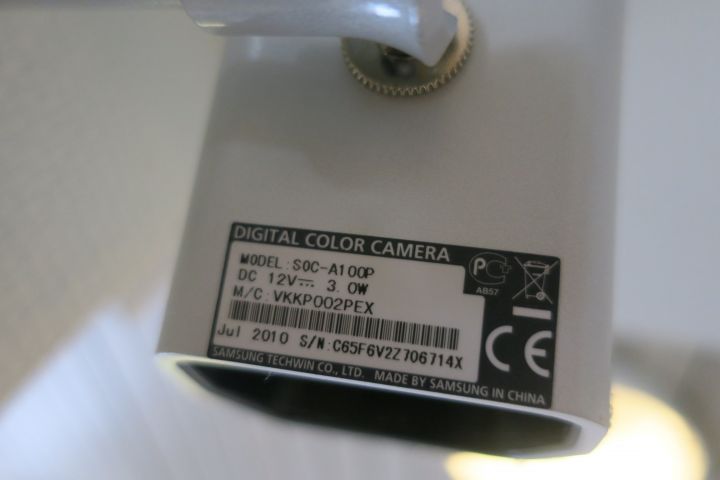 DIGITAL COLOR CAMERA
MODEL:SOC-A100P
DC 12V⎓ 3.0W
M/C:VKKP002PEX
Jul 2010 S/N:C65F6V2Z706714X
SAMSUNG TECHWIN CO., LTD. MADE BY SAMSUNG IN CHINA
АВ57
CE